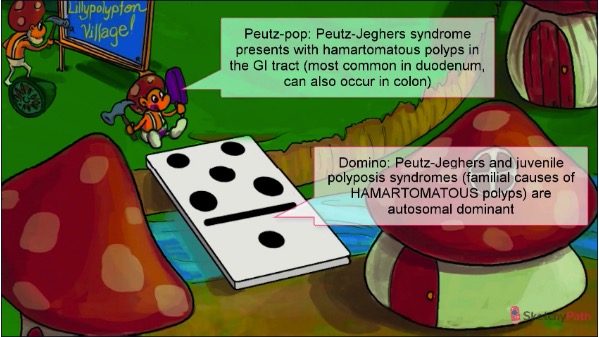 Lillypolypton
Village!
Peutz-pop: Peutz-Jeghers syndrome
presents with hamartomatous polyps in
the GI tract (most common in duodenum,
can also occur in colon)
Domino: Peutz-Jeghers and juvenile
polyposis syndromes (familial causes of
HAMARTOMATOUS polyps) are
autosomal dominant
SketchyPath